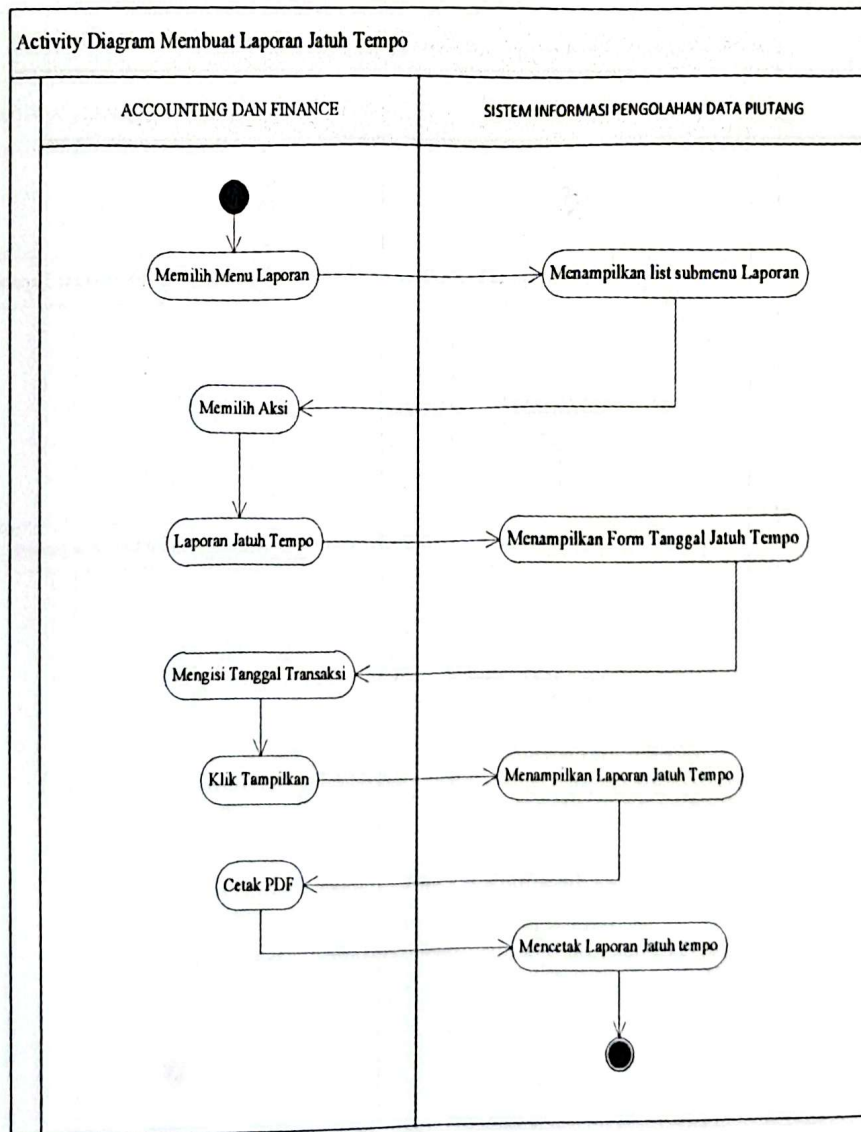 Activity Diagram Membuat Laporan Jatuh Tempo
ACCOUNTING DAN FINANCE
SISTEM INFORMASI PENGOLAHAN DATA PIUTANG
Memilih Menu Laporan
Menampilkan list submenu Laporan
Memilih Aksi
Laporan Jatuh Tempo
Menampilkan Form Tanggal Jatuh Tempo
Mengisi Tanggal Transaksi
Klik Tampilkan
Menampilkan Laporan Jatuh Tempo
Cetak PDF
Mencetak Laporan Jatuh tempo